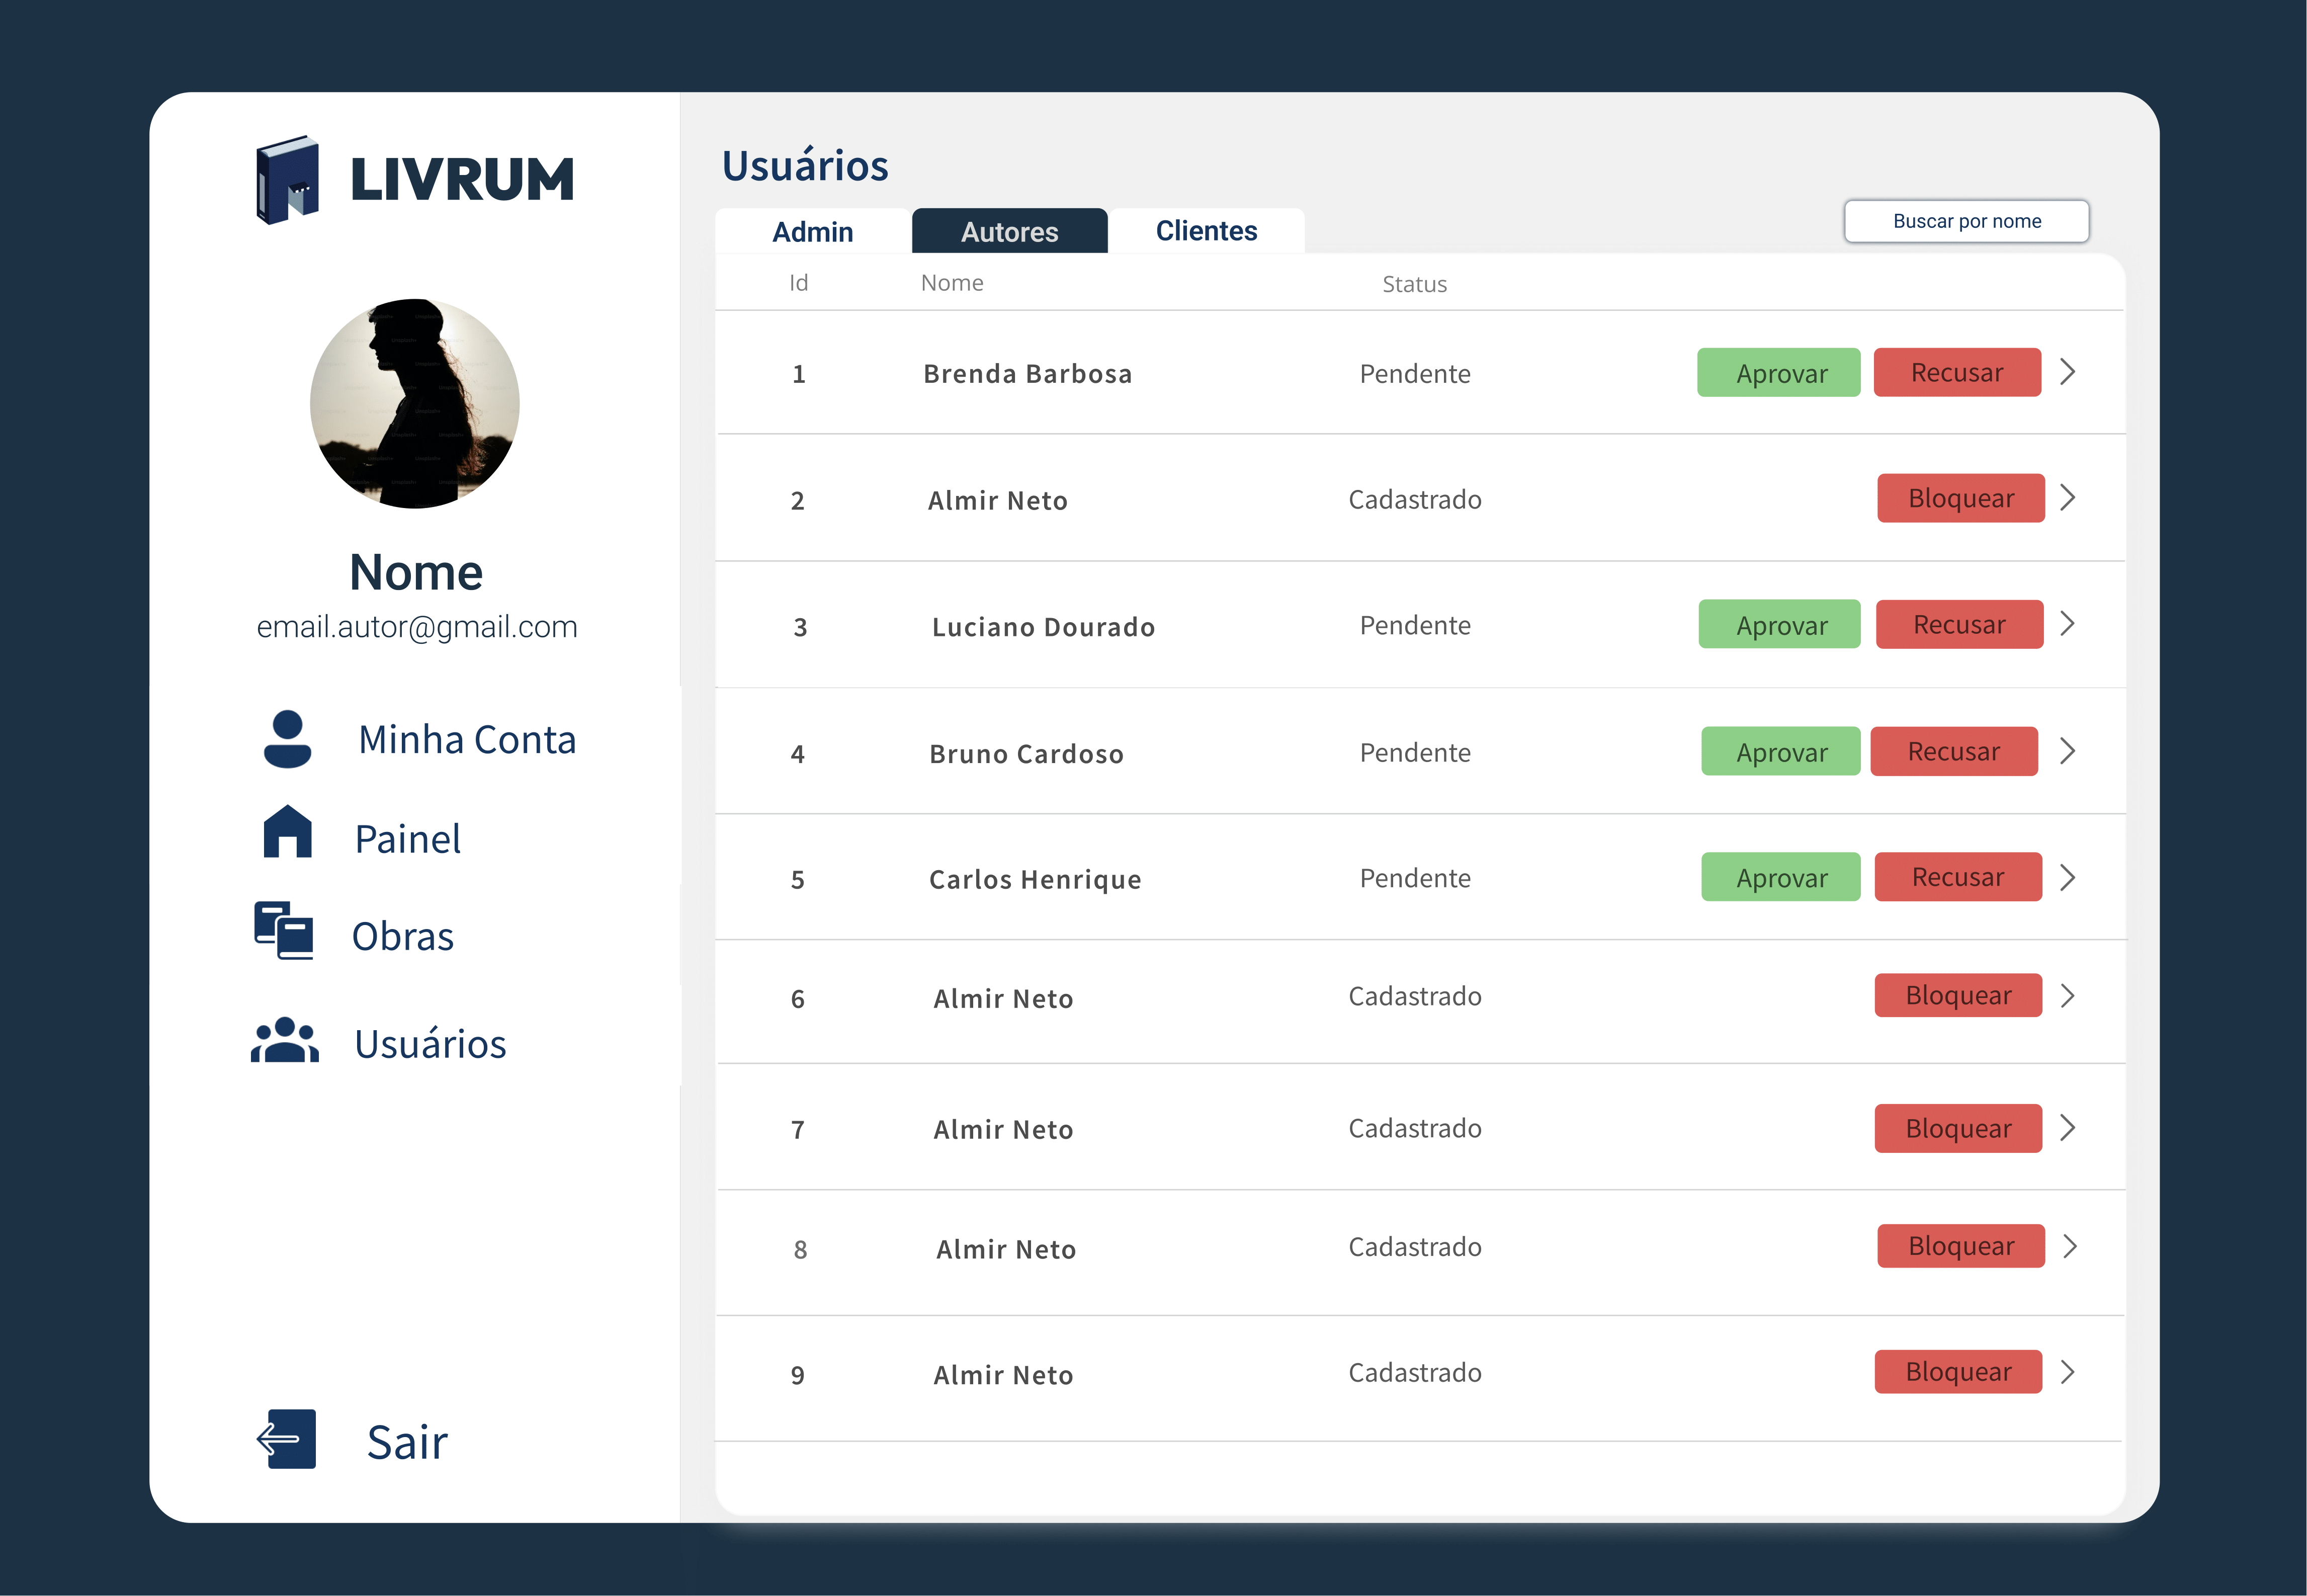 LIVRUM
Nome
email.autor@gmail.com
Minha Conta
Painel
Obras
Usuários
Sair
Usuários
Admin Autores Clientes
Buscar por nome
Id Nome Status
1 Brenda Barbosa Pendente Aprovar Recusar
2 Almir Neto Cadastrado Bloquear
3 Luciano Dourado Pendente Aprovar Recusar
4 Bruno Cardoso Pendente Aprovar Recusar
5 Carlos Henrique Pendente Aprovar Recusar
6 Almir Neto Cadastrado Bloquear
7 Almir Neto Cadastrado Bloquear
8 Almir Neto Cadastrado Bloquear
9 Almir Neto Cadastrado Bloquear